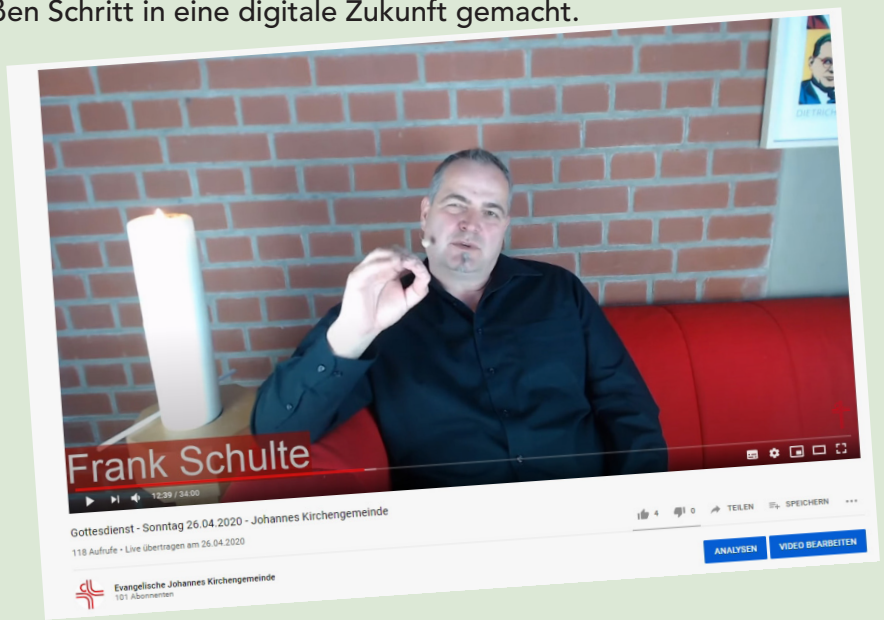 ßen Schritt in eine digitale Zukunft gemacht.
DIETRICH
Frank Schulte
12:39 / 34:00
Gottesdienst - Sonntag 26.04.2020 - Johannes Kirchengemeinde
118 Aufrufe • Live übertragen am 26.04.2020
4
0
TEILEN
SPEICHERN
ANALYSEN
VIDEO BEARBEITEN
Evangelische Johannes Kirchengemeinde
101 Abonnenten